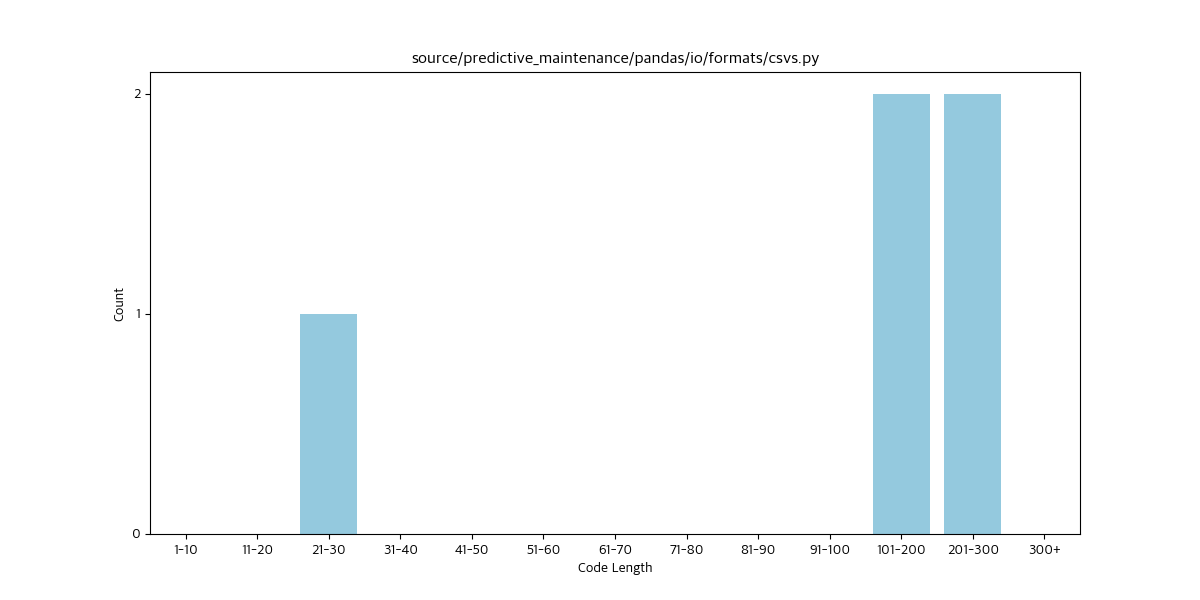 source/predictive_maintenance/pandas/io/formats/csvs.py
2
1
0
Count
1-10 11-20 21-30 31-40 41-50 51-60 61-70 71-80 81-90 91-100 101-200 201-300 300+
Code Length